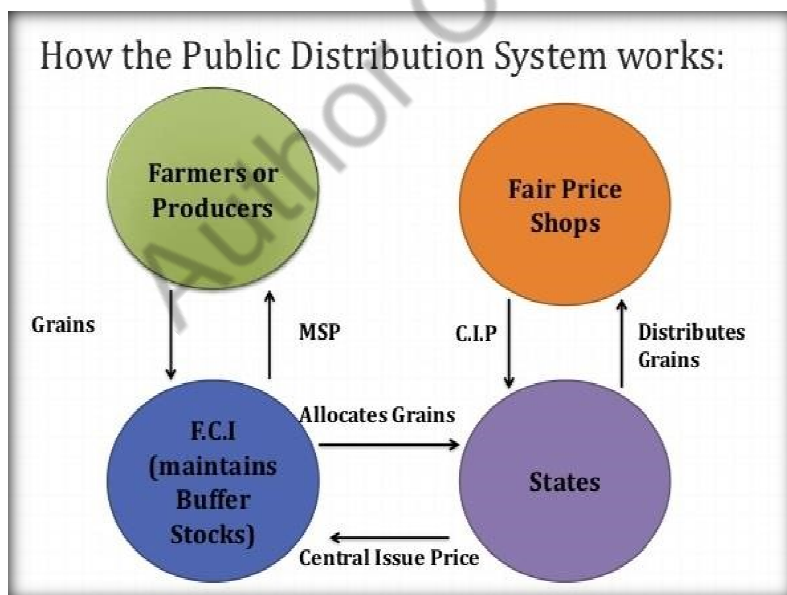 How the Public Distribution System works:
Farmers or
Producers
Fair Price
Shops
Grains
MSP
C.I.P
Distributes
Grains
Allocates Grains
F.C.I
(maintains
Buffer
Stocks)
States
Central Issue Price
Author